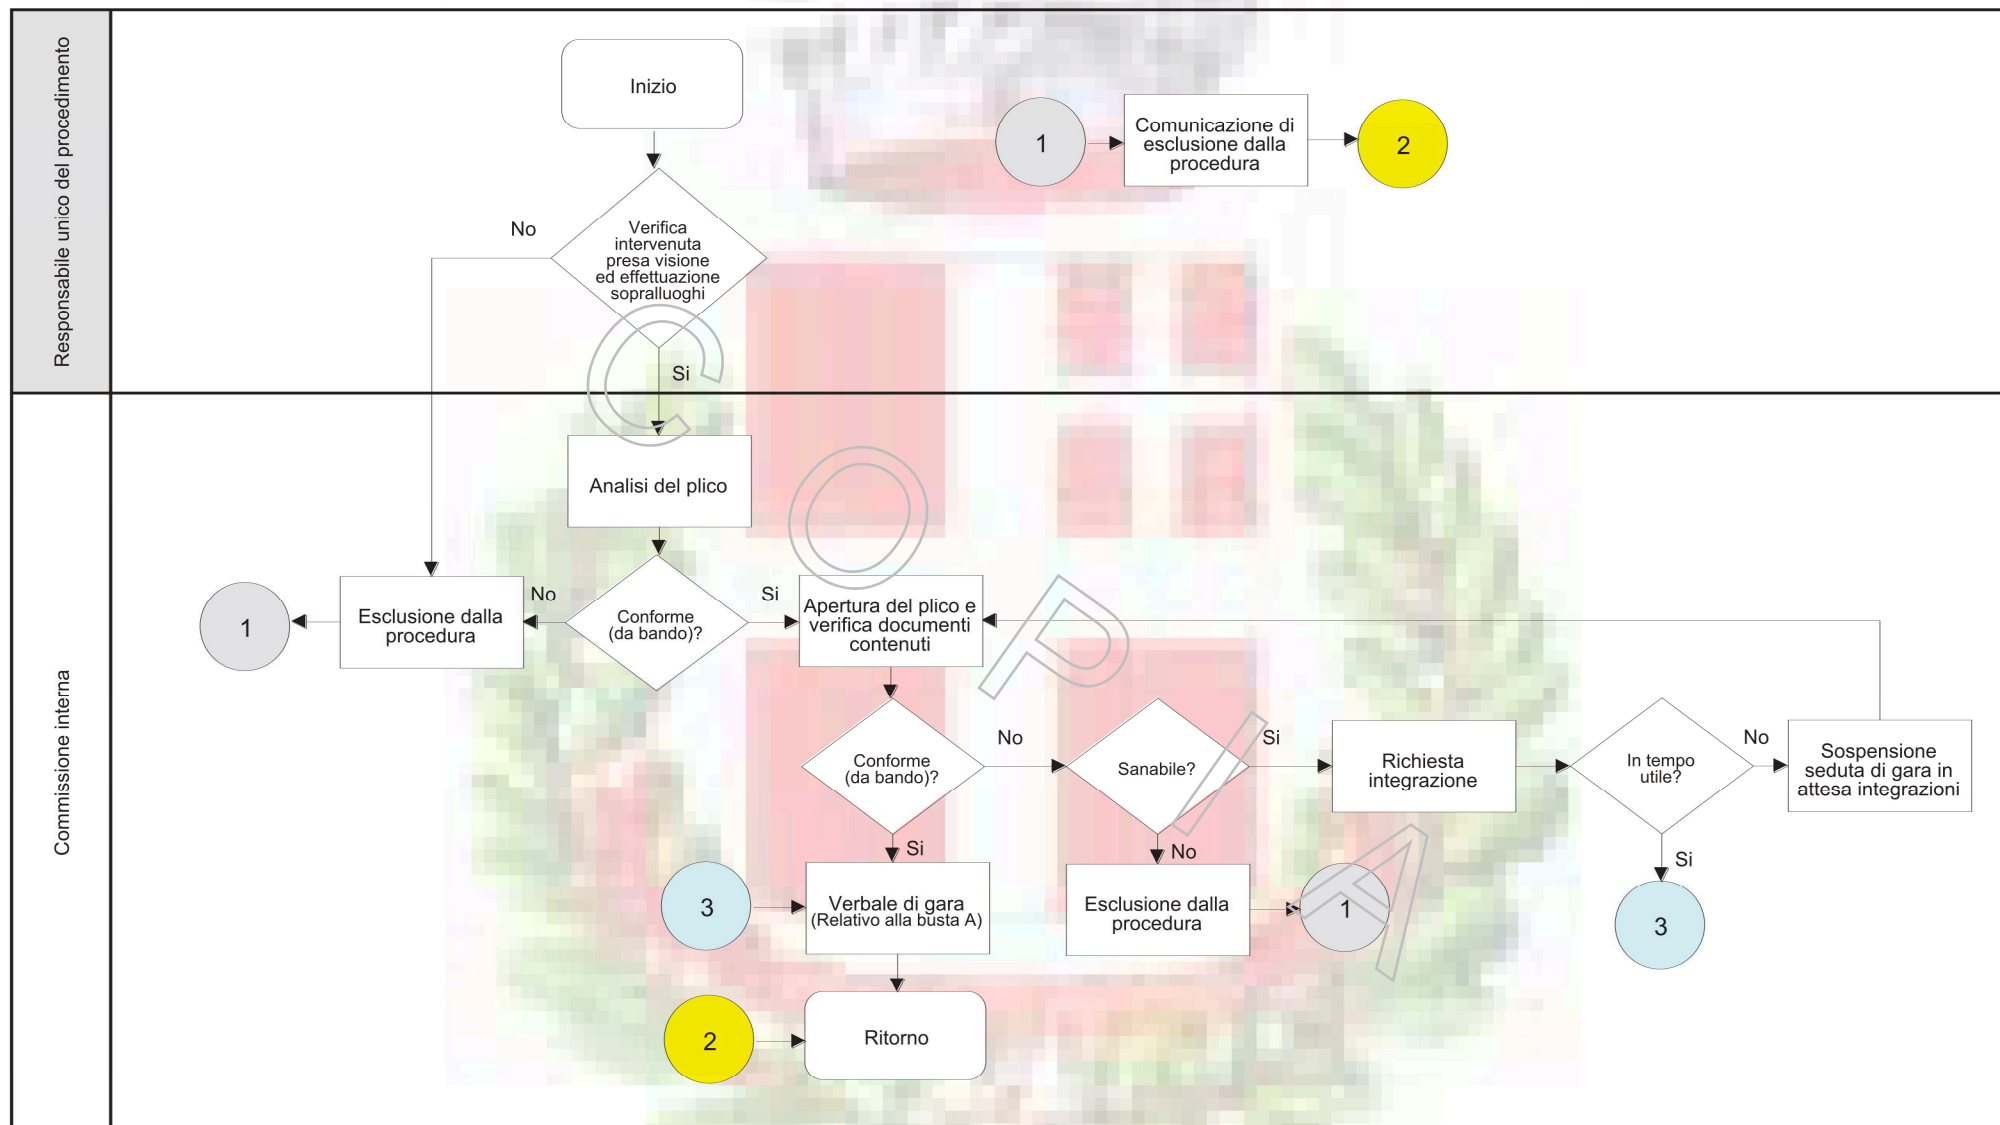 Responsabile unico del procedimento
Inizio
1
Comunicazione di
esclusione dalla
procedura
2
No
Verifica
intervenuta
presa visione
ed effettuazione
sopralluoghi
Si
Commissione interna
Analisi del plico
1
Esclusione dalla
procedura
No
Conforme
(da bando)?
Si
Apertura del plico e
verifica documenti
contenuti
Conforme
(da bando)?
No
Sanabile?
Si
Richiesta
integrazione
In tempo
utile?
No
Sospensione
seduta di gara in
attesa integrazioni
Si
No
Si
3
Verbale di gara
(Relativo alla busta A)
Esclusione dalla
procedura
1
3
2
Ritorno
COPIA